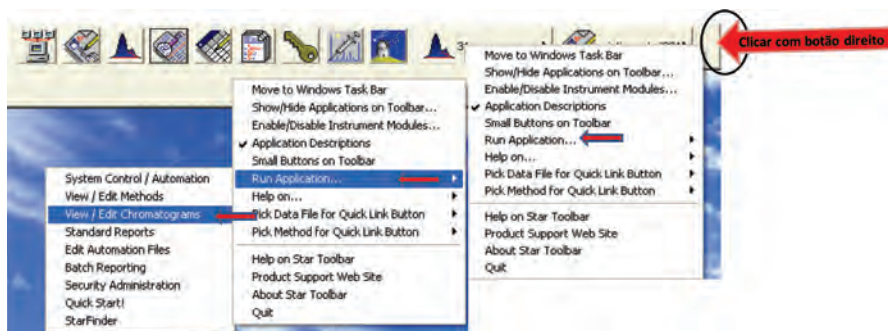 Clicar com botão direito
Move to Windows Task Bar
Show/Hide Applications on Toolbar...
Enable/Disable Instrument Modules...
Application Descriptions
Small Buttons on Toolbar
Run Application...
Help on...
Pick Data File for Quick Link Button
Pick Method for Quick Link Button
Help on Star Toolbar
Product Support Web Site
About Star Toolbar
Quit
Move to Windows Task Bar
Show/Hide Applications on Toolbar...
Enable/Disable Instrument Modules...
Application Descriptions
Small Buttons on Toolbar
Run Application...
Help on...
Pick Data File for Quick Link Button
Pick Method for Quick Link Button
Help on Star Toolbar
Product Support Web Site
About Star Toolbar
Quit
System Control / Automation
View / Edit Methods
View / Edit Chromatograms
Standard Reports
Edit Automation Files
Batch Reporting
Security Administration
Quick Start!
StarFinder